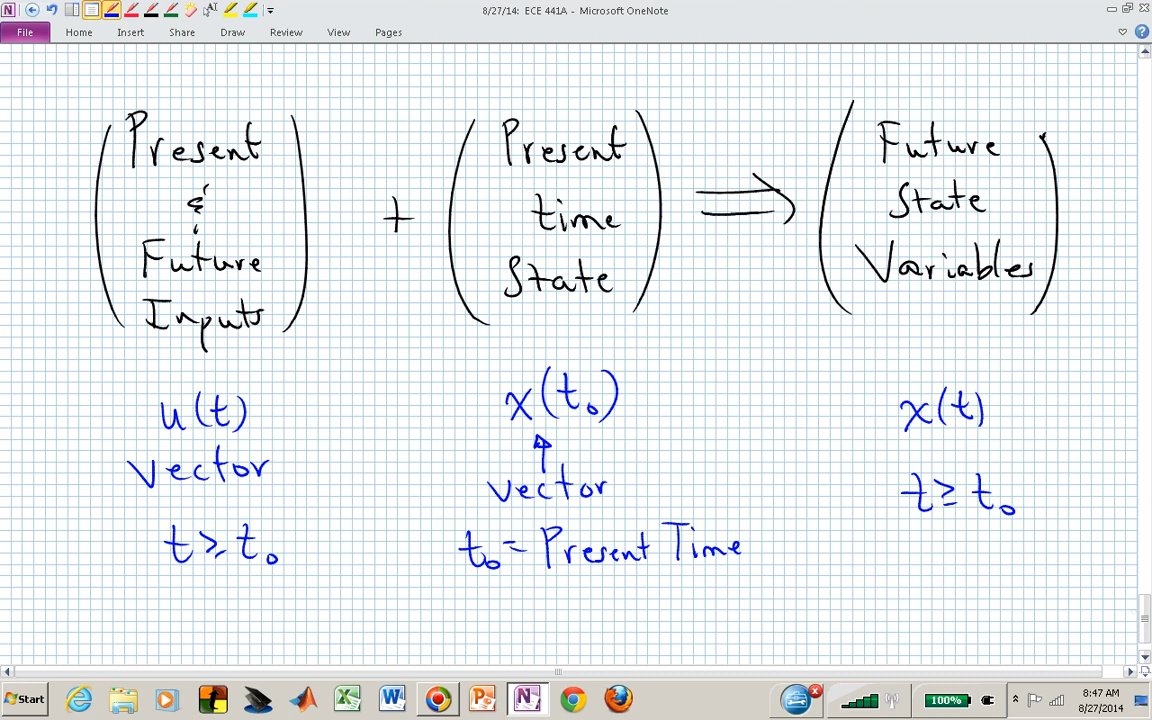 8/27/14: ECE 441A - Microsoft OneNote
File Home Insert Share Draw Review View Pages
Present
&
Future
Inputs
+
Present
time
State
⇒
Future
State
Variables
u(t)
vector
t ≥ t₀
x(t₀)
↑
vector
t₀ = Present Time
x(t)
t ≥ t₀
Start
100%
8:47 AM
8/27/2014